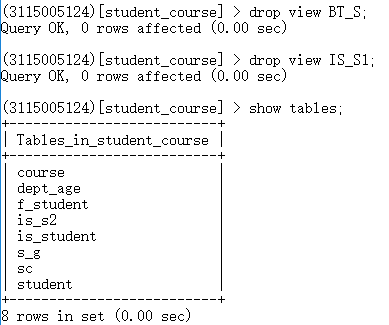 (3115005124)[student_course] > drop view BT_S;
Query OK, 0 rows affected (0.00 sec)
(3115005124)[student_course] > drop view IS_S1;
Query OK, 0 rows affected (0.00 sec)
(3115005124)[student_course] > show tables;
+--------------------------+
| Tables_in_student_course |
+--------------------------+
| course
| dept_age
| f_student
| is_s2
| is_student
| s_g
| sc
| student
+--------------------------+
8 rows in set (0.00 sec)